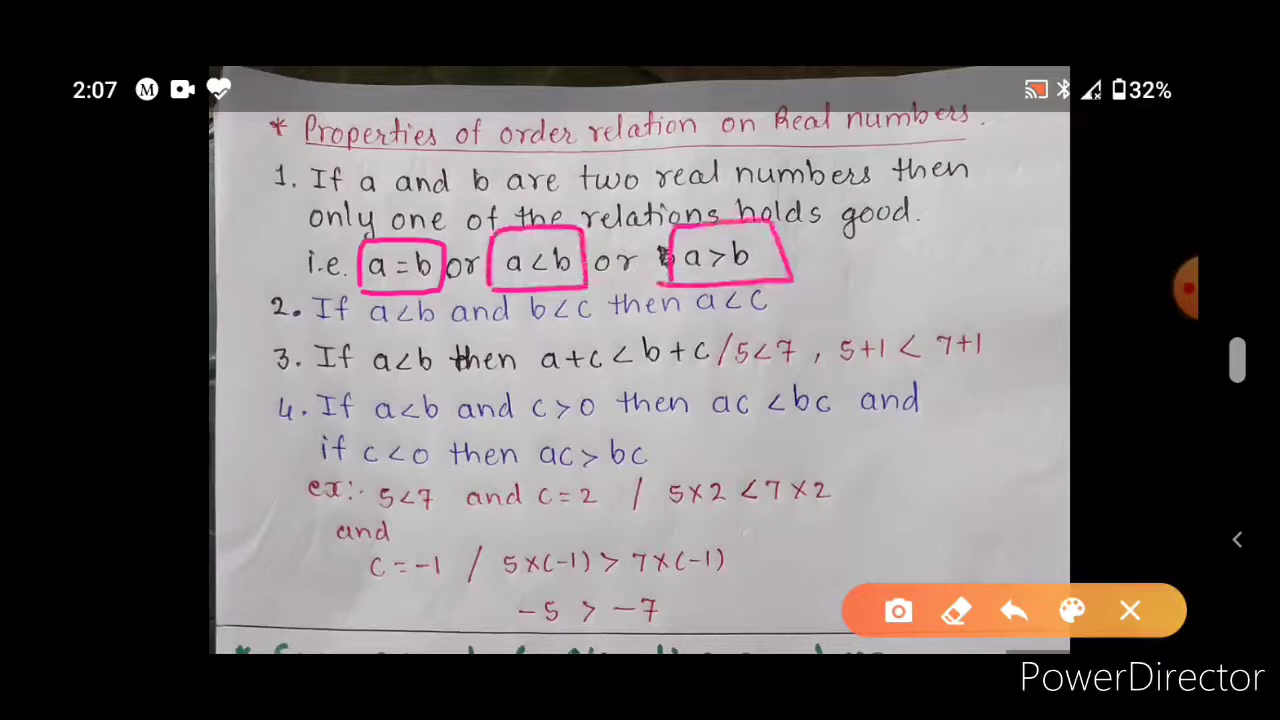 2:07 M 32%
* Properties of order relation on Real numbers.
1. If a and b are two real numbers then
only one of the relations holds good.
i.e. a = b or a < b or a > b
2. If a < b and b < c then a < c
3. If a < b then a + c < b + c / 5 < 7 , 5+1 < 7+1
4. If a < b and c > 0 then ac < bc and
if c < 0 then ac > bc
ex:- 5 < 7 and c = 2 / 5 × 2 < 7 × 2
and
c = -1 / 5 × (-1) > 7 × (-1)
-5 > -7
PowerDirector